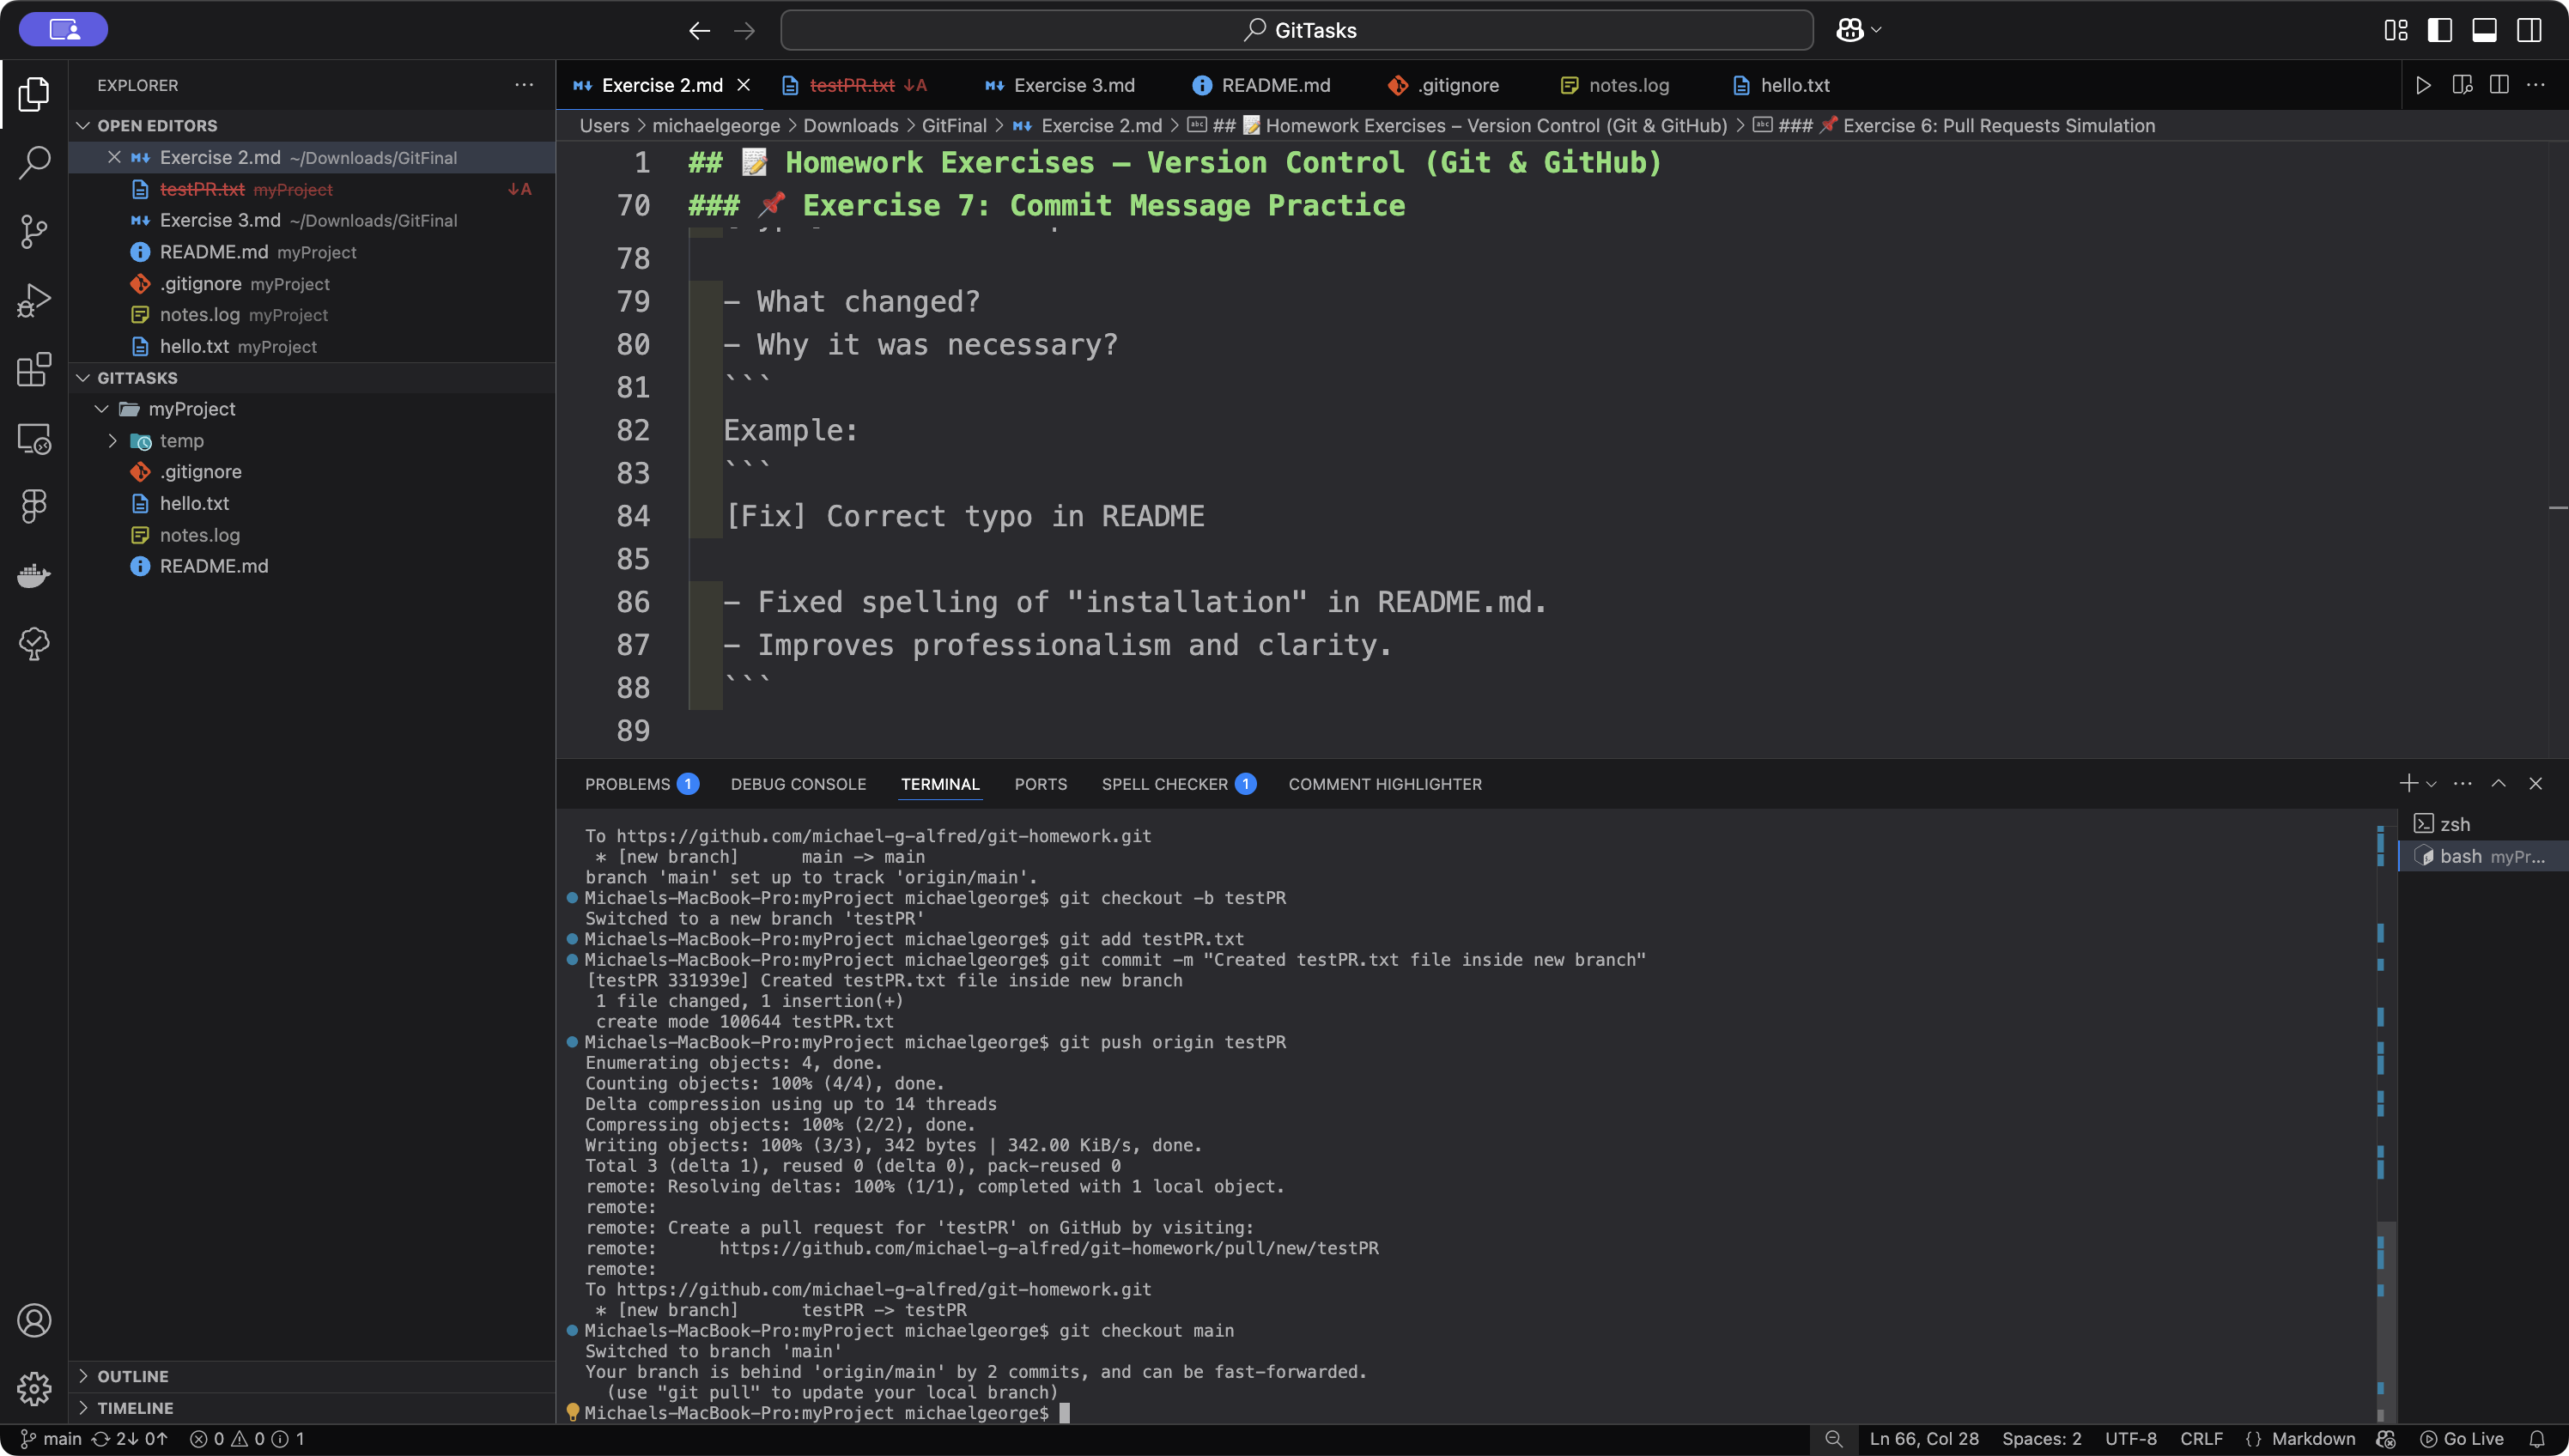 GitTasks
EXPLORER
OPEN EDITORS
Exercise 2.md ~/Downloads/GitFinal
testPR.txt myProject ↓A
Exercise 3.md ~/Downloads/GitFinal
README.md myProject
.gitignore myProject
notes.log myProject
hello.txt myProject
GITTASKS
myProject
temp
.gitignore
hello.txt
notes.log
README.md
OUTLINE
TIMELINE
Exercise 2.md testPR.txt ↓A Exercise 3.md README.md .gitignore notes.log hello.txt
Users > michaelgeorge > Downloads > GitFinal > Exercise 2.md > ## 📝 Homework Exercises – Version Control (Git & GitHub) > ### 📌 Exercise 6: Pull Requests Simulation
1 ## 📝 Homework Exercises – Version Control (Git & GitHub)
70 ### 📌 Exercise 7: Commit Message Practice
78
79 - What changed?
80 - Why it was necessary?
81 ```
82 Example:
83 ```
84 [Fix] Correct typo in README
85
86 - Fixed spelling of "installation" in README.md.
87 - Improves professionalism and clarity.
88 ```
89
PROBLEMS 1 DEBUG CONSOLE TERMINAL PORTS SPELL CHECKER 1 COMMENT HIGHLIGHTER
To https://github.com/michael-g-alfred/git-homework.git
* [new branch] main -> main
branch 'main' set up to track 'origin/main'.
Michaels-MacBook-Pro:myProject michaelgeorge$ git checkout -b testPR
Switched to a new branch 'testPR'
Michaels-MacBook-Pro:myProject michaelgeorge$ git add testPR.txt
Michaels-MacBook-Pro:myProject michaelgeorge$ git commit -m "Created testPR.txt file inside new branch"
[testPR 331939e] Created testPR.txt file inside new branch
1 file changed, 1 insertion(+)
create mode 100644 testPR.txt
Michaels-MacBook-Pro:myProject michaelgeorge$ git push origin testPR
Enumerating objects: 4, done.
Counting objects: 100% (4/4), done.
Delta compression using up to 14 threads
Compressing objects: 100% (2/2), done.
Writing objects: 100% (3/3), 342 bytes | 342.00 KiB/s, done.
Total 3 (delta 1), reused 0 (delta 0), pack-reused 0
remote: Resolving deltas: 100% (1/1), completed with 1 local object.
remote:
remote: Create a pull request for 'testPR' on GitHub by visiting:
remote: https://github.com/michael-g-alfred/git-homework/pull/new/testPR
remote:
To https://github.com/michael-g-alfred/git-homework.git
* [new branch] testPR -> testPR
Michaels-MacBook-Pro:myProject michaelgeorge$ git checkout main
Switched to branch 'main'
Your branch is behind 'origin/main' by 2 commits, and can be fast-forwarded.
(use "git pull" to update your local branch)
Michaels-MacBook-Pro:myProject michaelgeorge$
zsh
bash myPr...
main 2↓ 0↑ 0 0 1 Ln 66, Col 28 Spaces: 2 UTF-8 CRLF {} Markdown Go Live